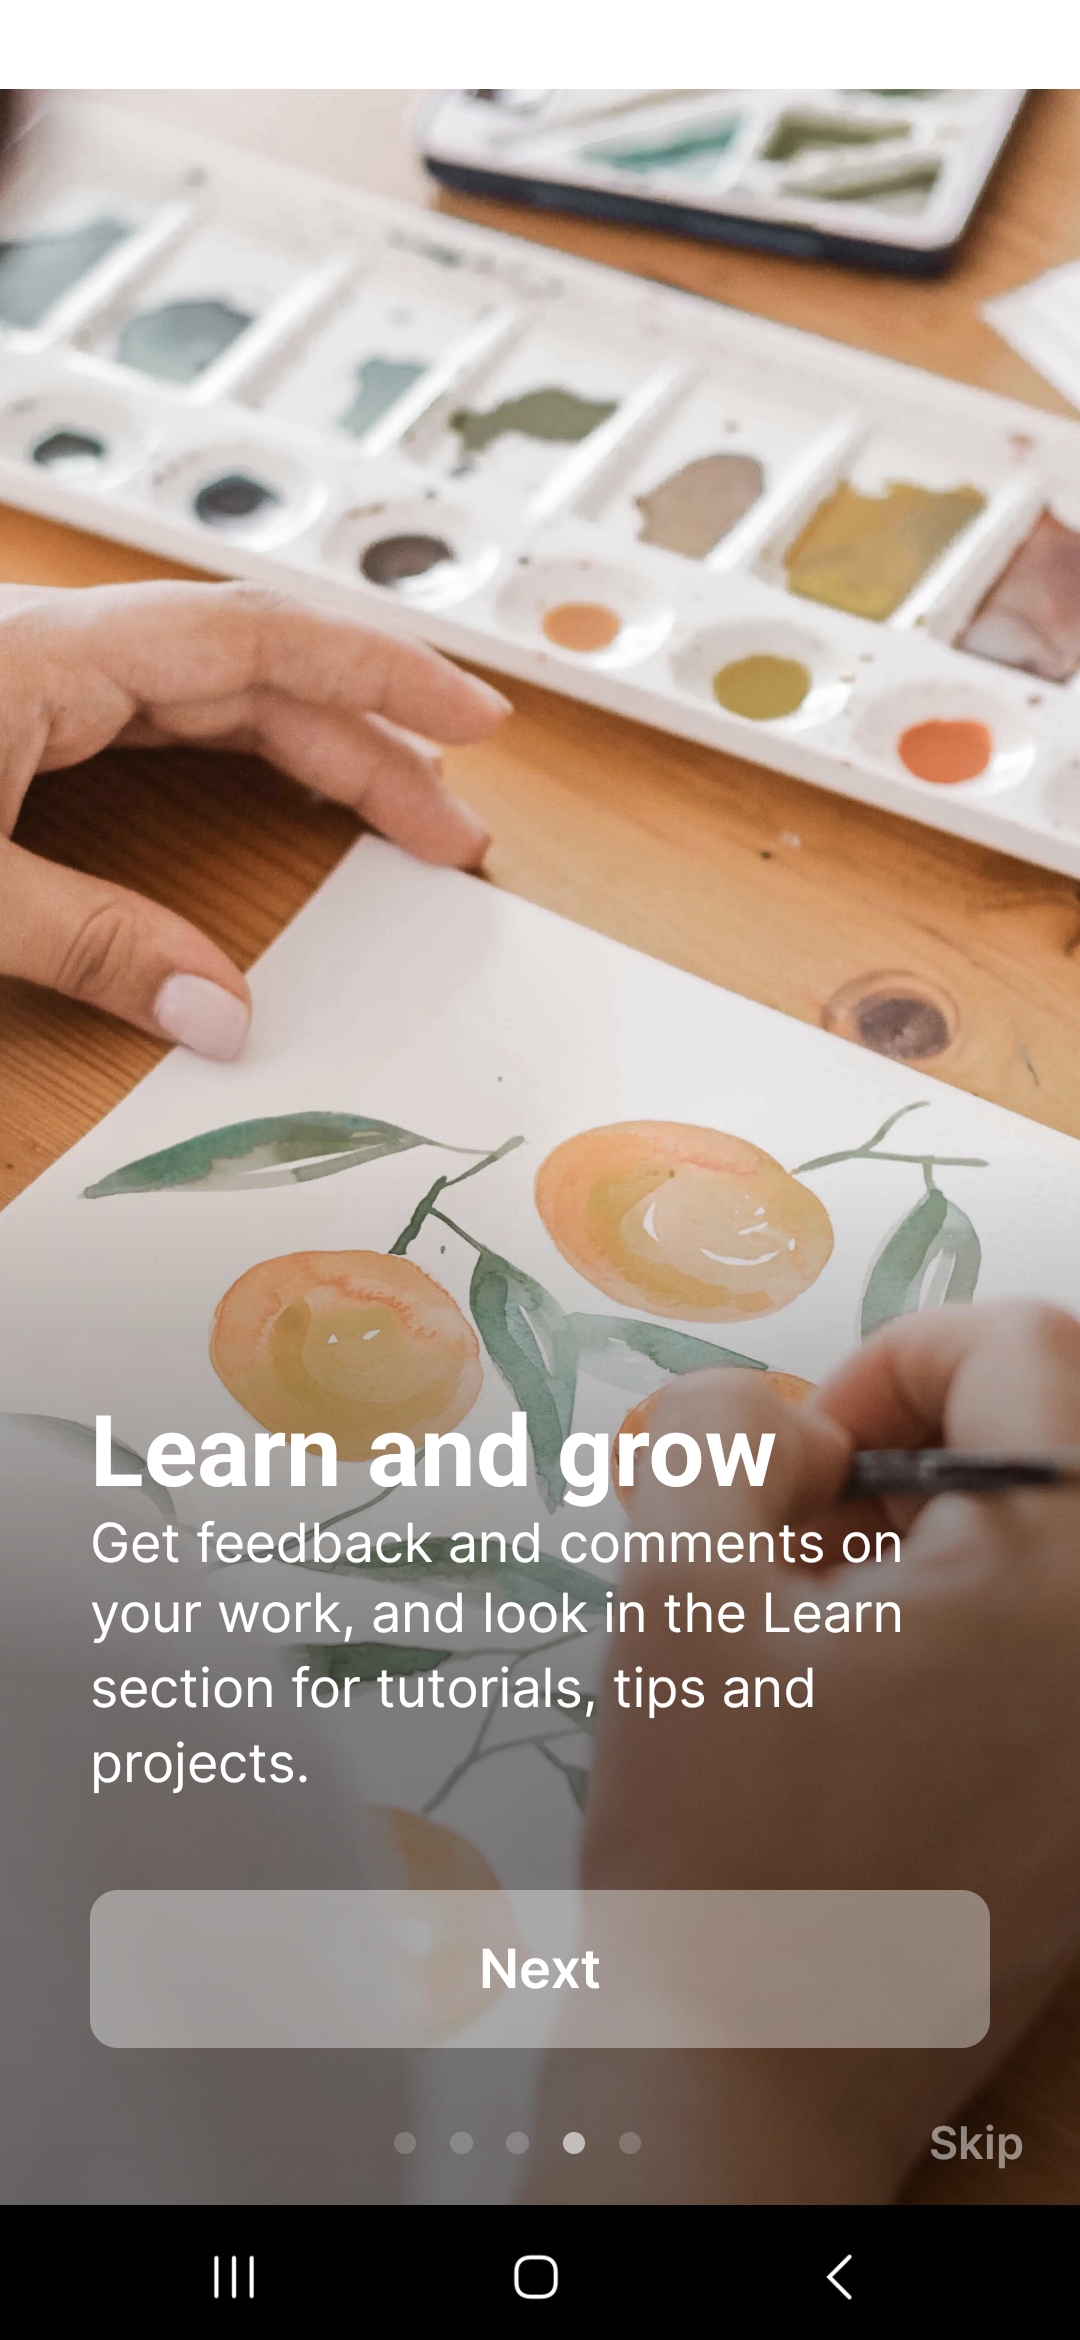 Learn and grow
Get feedback and comments on
your work, and look in the Learn
section for tutorials, tips and
projects.
Next
Skip